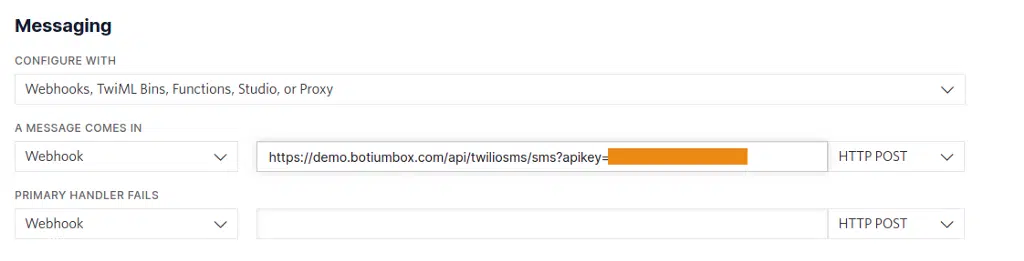 Messaging
CONFIGURE WITH
Webhooks, TwiML Bins, Functions, Studio, or Proxy
A MESSAGE COMES IN
Webhook https://demo.botiumbox.com/api/twiliosms/sms?apikey= HTTP POST
PRIMARY HANDLER FAILS
Webhook HTTP POST